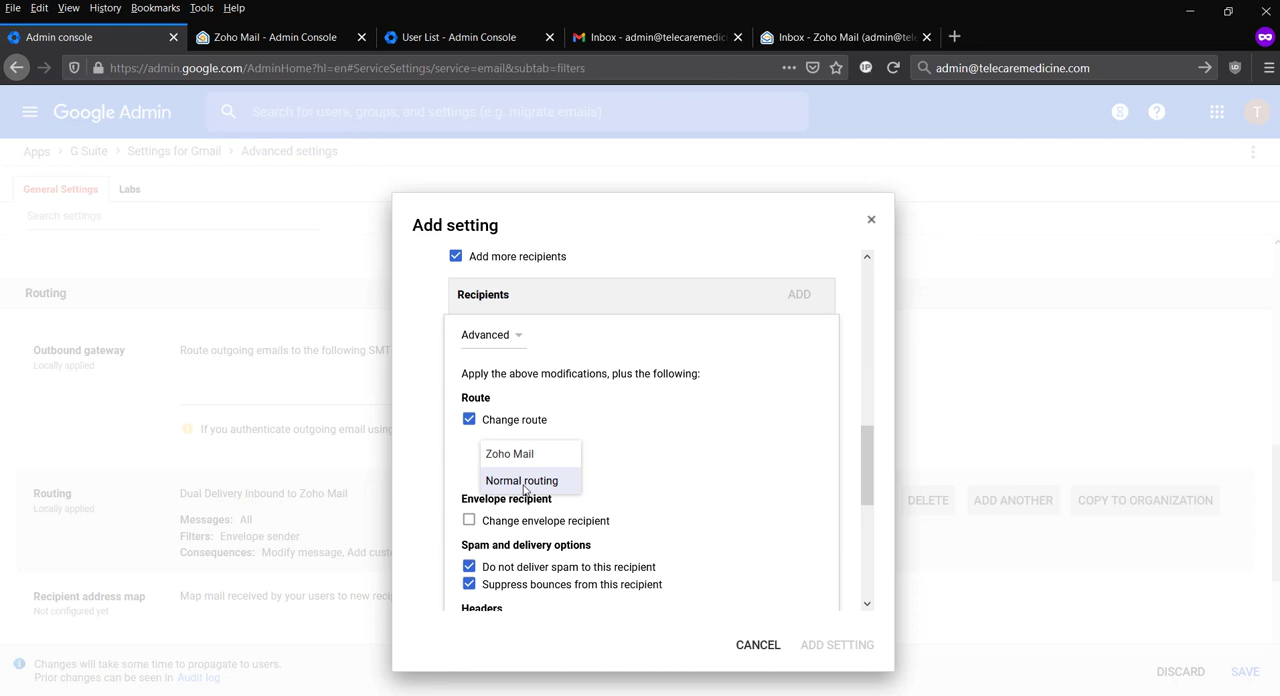 File Edit View History Bookmarks Tools Help
Admin console
Zoho Mail - Admin Console
User List - Admin Console
Inbox - admin@telecaremedic
Inbox - Zoho Mail (admin@tel
https://admin.google.com/AdminHome?hl=en#ServiceSettings/service=email&subtab=filters
admin@telecaremedicine.com
Google Admin
Search for users, groups, and settings (e.g. migrate emails)
8
T
Apps > G Suite > Settings for Gmail > Advanced settings
General Settings Labs
Search settings
Routing
Outbound gateway
Locally applied
Route outgoing emails to the following SMT
If you authenticate outgoing email using
Routing
Locally applied
Dual Delivery Inbound to Zoho Mail
Messages: All
Filters: Envelope sender
Consequences: Modify message, Add cust
DELETE ADD ANOTHER COPY TO ORGANIZATION
Recipient address map
Not configured yet
Map mail received by your users to new reci
Changes will take some time to propagate to users.
Prior changes can be seen in Audit log
DISCARD SAVE
Add setting
Add more recipients
Recipients ADD
Advanced
Apply the above modifications, plus the following:
Route
Change route
Zoho Mail
Normal routing
Envelope recipient
Change envelope recipient
Spam and delivery options
Do not deliver spam to this recipient
Suppress bounces from this recipient
Headers
CANCEL ADD SETTING